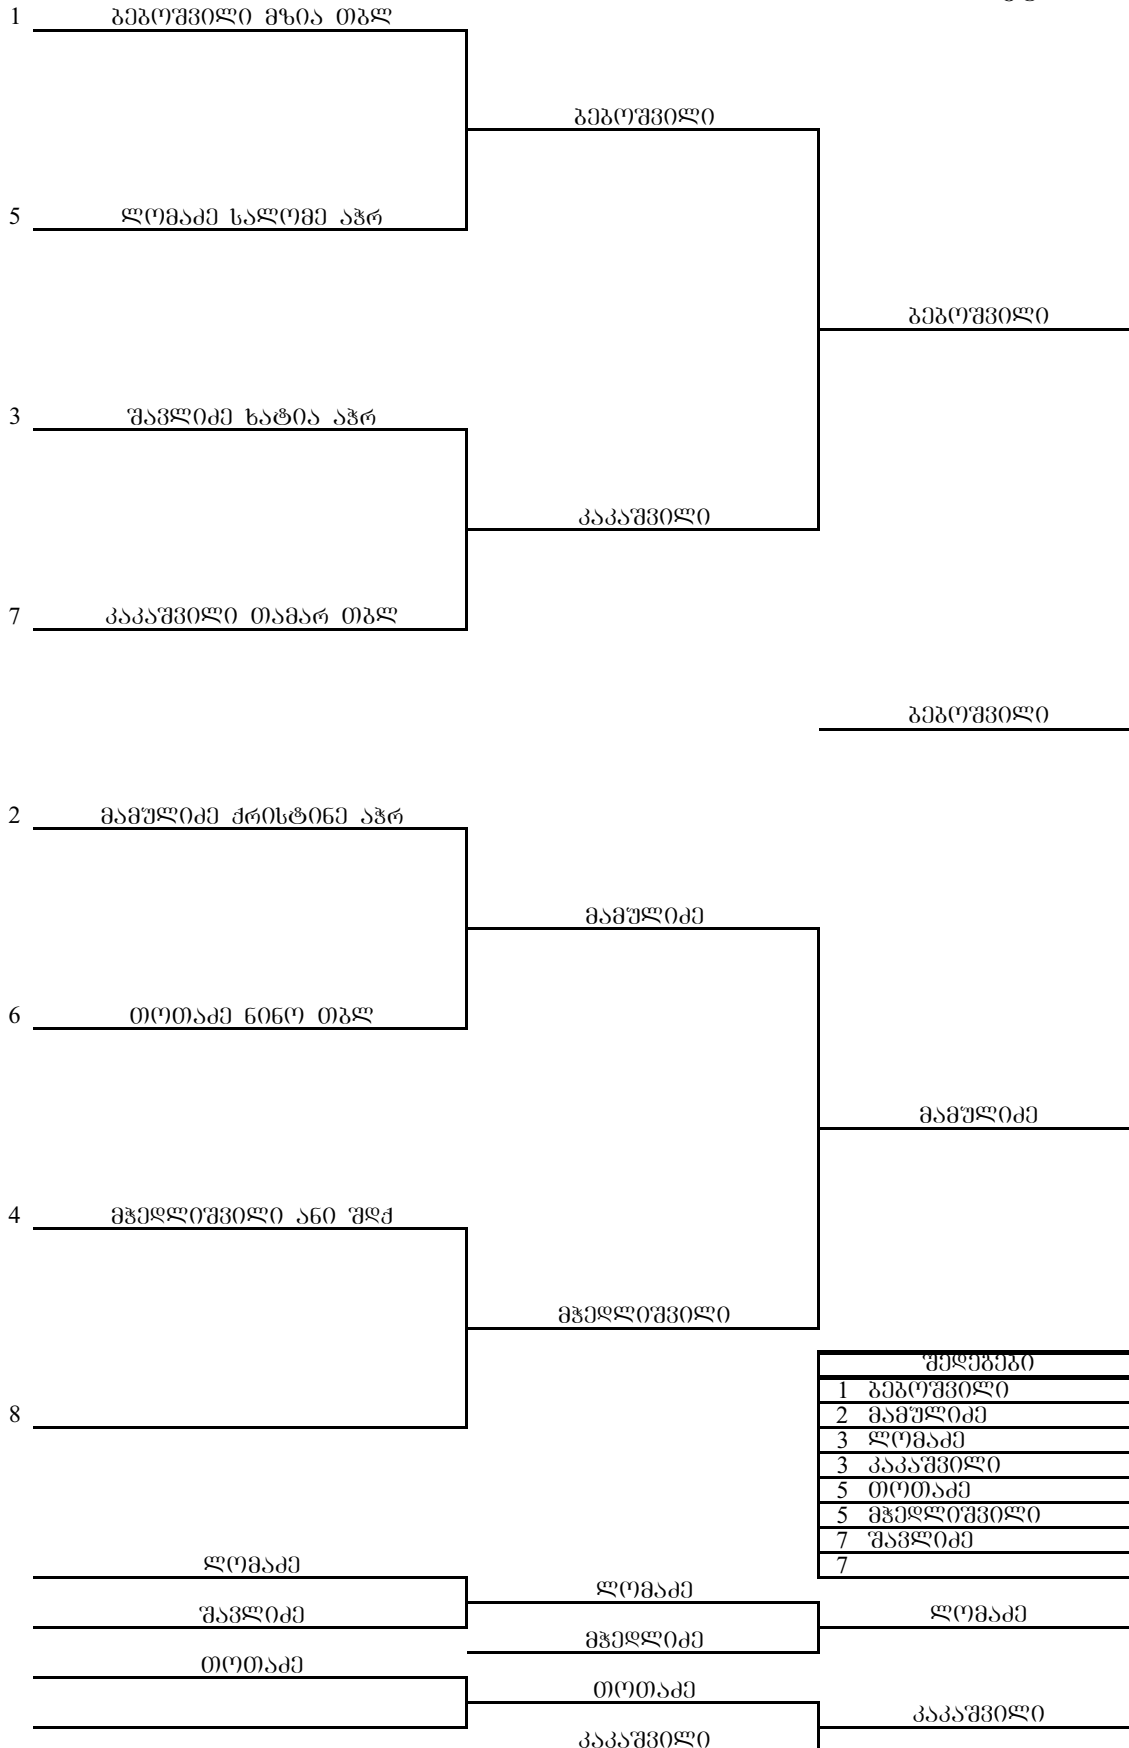 1 ბებოშვილი მზია თბლ
ბებოშვილი
5 ლომაძე სალომე აჭრ
ბებოშვილი
3 შავლიძე ხატია აჭრ
კაკაშვილი
7 კაკაშვილი თამარ თბლ
ბებოშვილი
2 მამულიძე ქრისტინე აჭრ
მამულიძე
6 თოთაძე ნინო თბლ
მამულიძე
4 მჭედლიშვილი ანი შდქ
მჭედლიშვილი
8
შედეგები
1 ბებოშვილი
2 მამულიძე
3 ლომაძე
3 კაკაშვილი
5 თოთაძე
5 მჭედლიშვილი
7 შავლიძე
7
ლომაძე
ლომაძე
შავლიძე
ლომაძე
მჭედლიძე
თოთაძე
თოთაძე
კაკაშვილი
კაკაშვილი